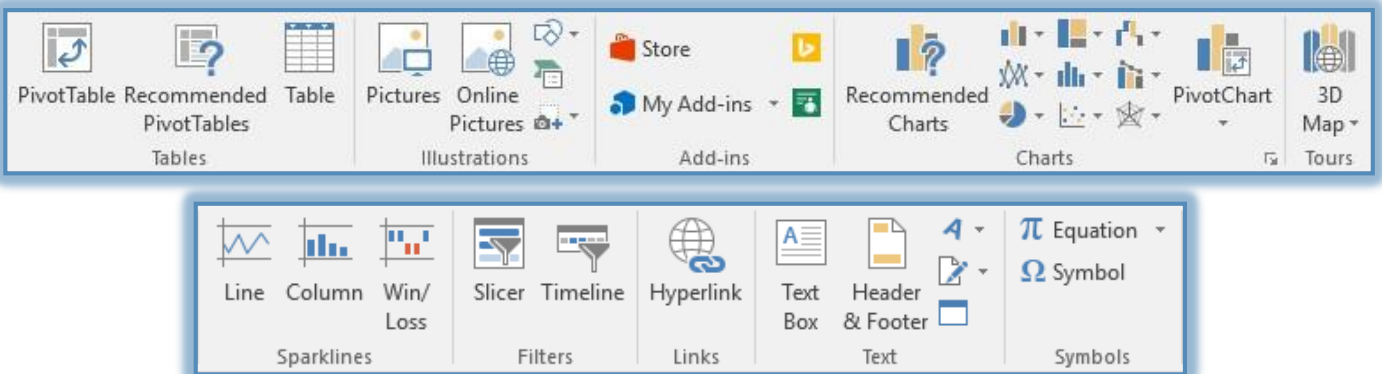 PivotTable Recommended PivotTables Table
Tables
Pictures Online Pictures
Illustrations
Store
My Add-ins
Add-ins
Recommended Charts
PivotChart
Charts
3D Map
Tours
Line Column Win/ Loss
Sparklines
Slicer Timeline
Filters
Hyperlink
Links
A
Text Box
Header & Footer
A
Text
π Equation
Ω Symbol
Symbols